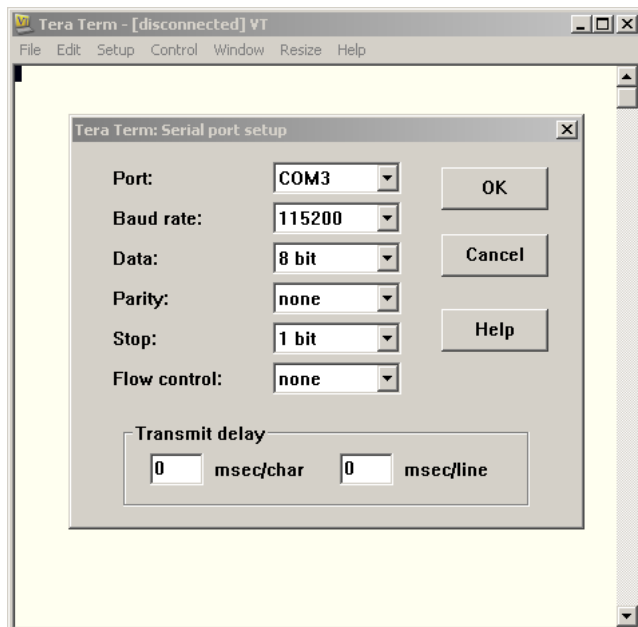 Tera Term - [disconnected] VT
File Edit Setup Control Window Resize Help
Tera Term: Serial port setup
Port: COM3 OK
Baud rate: 115200
Data: 8 bit Cancel
Parity: none
Stop: 1 bit Help
Flow control: none
Transmit delay
0 msec/char 0 msec/line